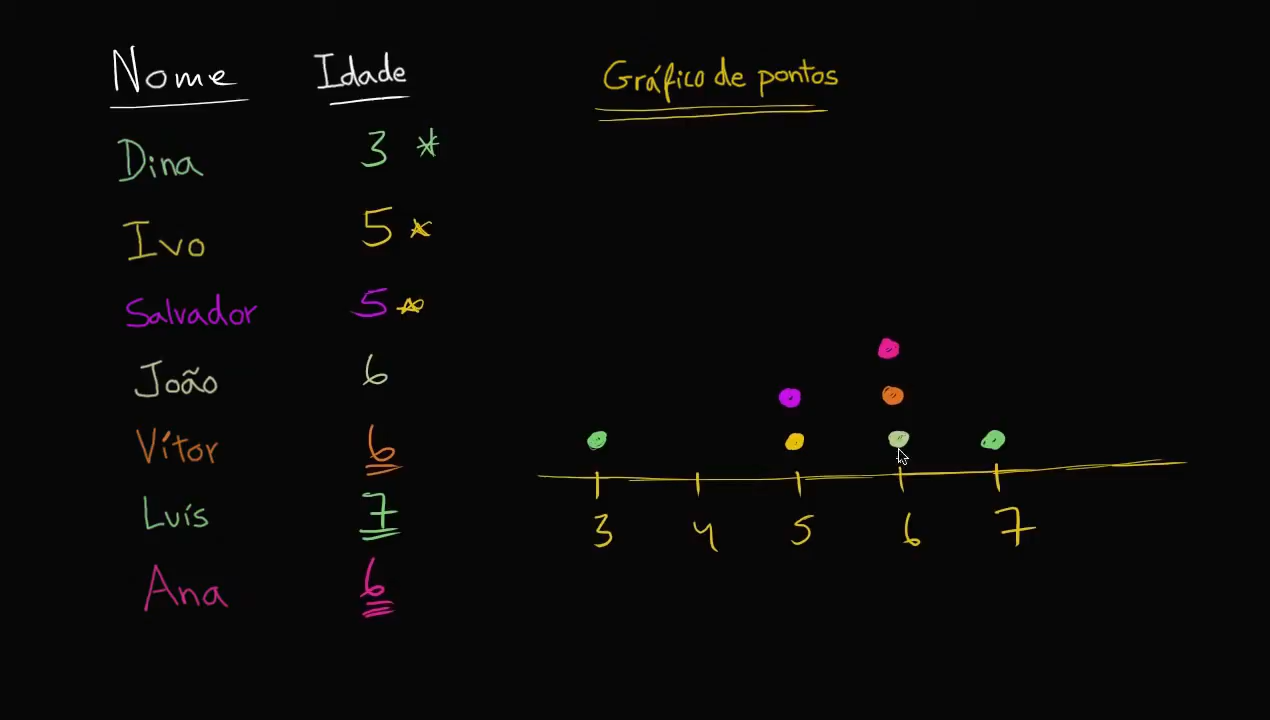 Nome Idade
Dina 3 *
Ivo 5 *
Salvador 5 *
João 6
Vítor 6
Luís 7
Ana 6
Gráfico de pontos
3 4 5 6 7